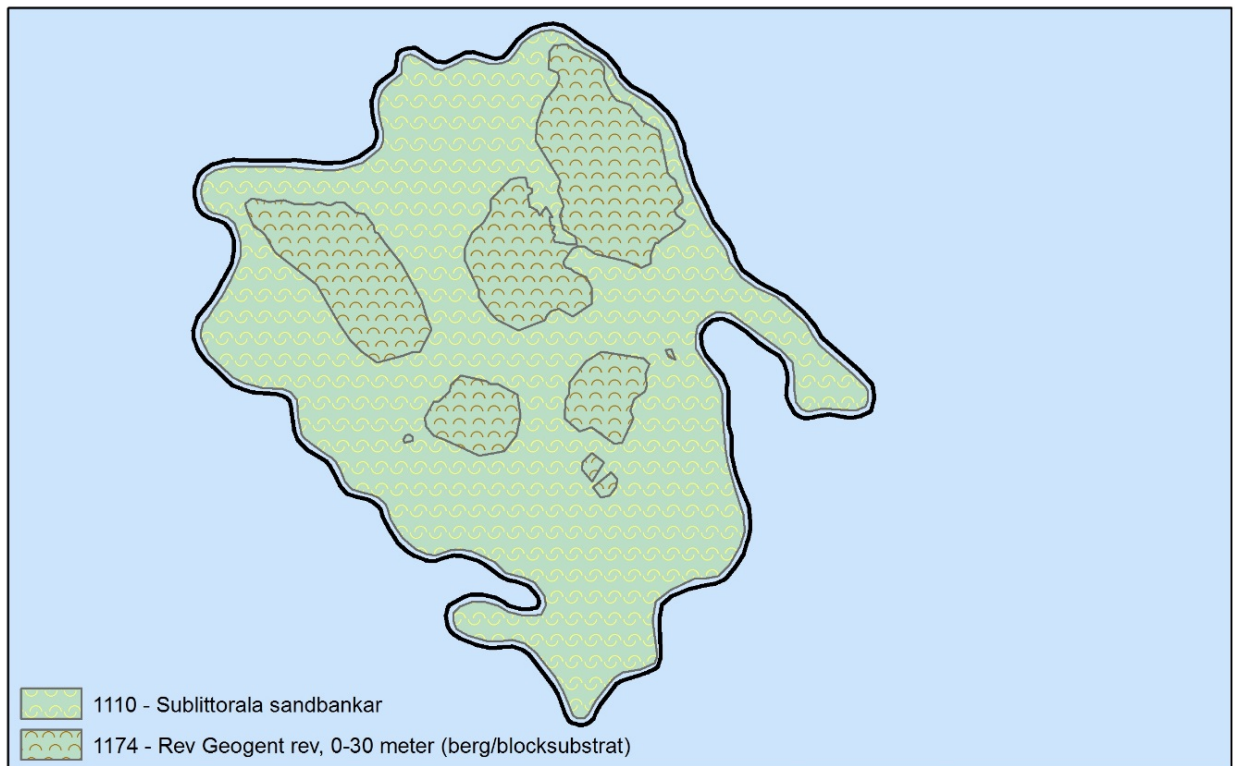 1110 - Sublittorala sandbankar
1174 - Rev Geogent rev, 0-30 meter (berg/blocksubstrat)